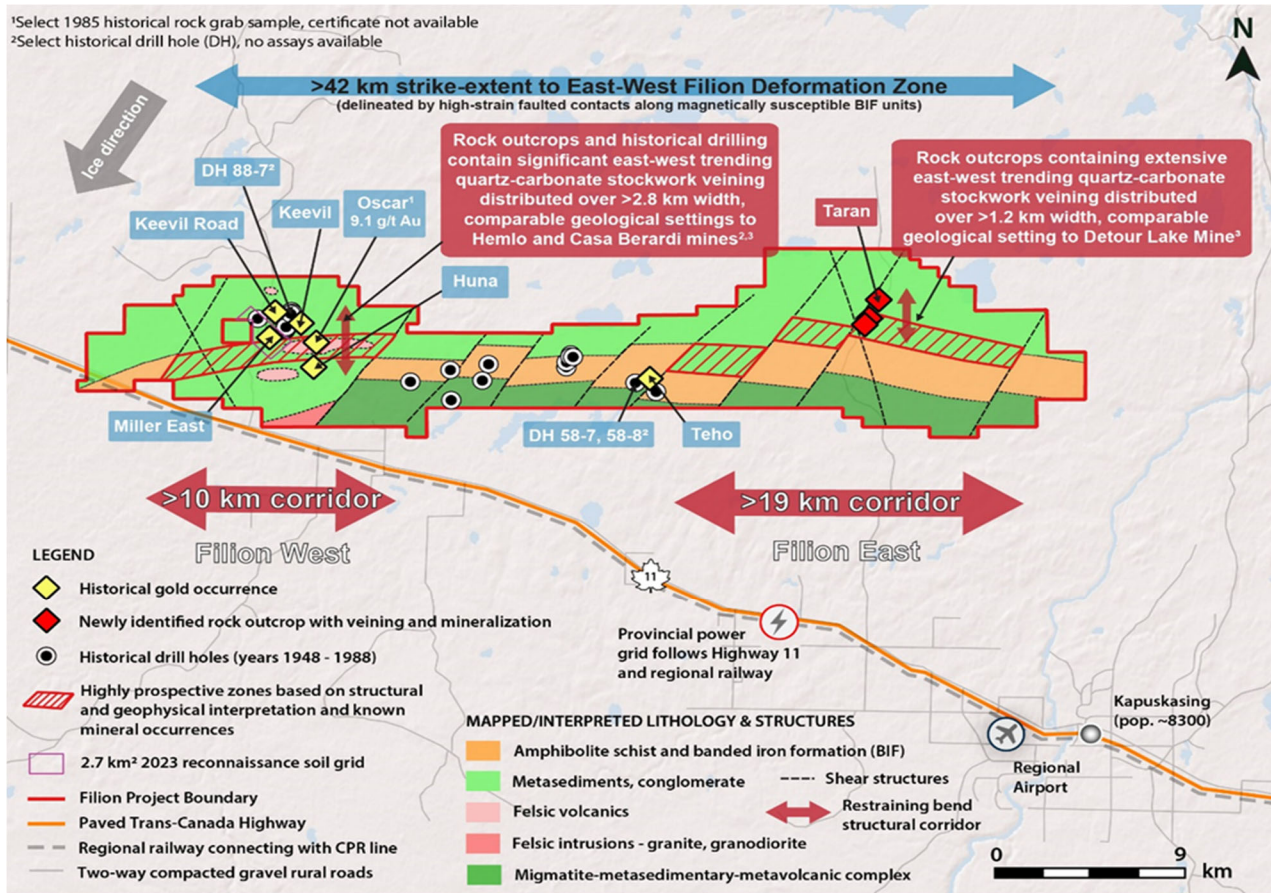 ¹Select 1985 historical rock grab sample, certificate not available
²Select historical drill hole (DH), no assays available
N
>42 km strike-extent to East-West Filion Deformation Zone
(delineated by high-strain faulted contacts along magnetically susceptible BIF units)
Ice direction
Rock outcrops and historical drilling
contain significant east-west trending
quartz-carbonate stockwork veining
distributed over >2.8 km width,
comparable geological settings to
Hemlo and Casa Berardi mines²,³
Rock outcrops containing extensive
east-west trending quartz-carbonate
stockwork veining distributed
over >1.2 km width, comparable
geological setting to Detour Lake Mine³
DH 88-7²
Keevil Road
Keevil
Oscar¹
9.1 g/t Au
Huna
Taran
Miller East
DH 58-7, 58-8²
Teho
>10 km corridor
Filion West
>19 km corridor
Filion East
11
Provincial power
grid follows Highway 11
and regional railway
Kapuskasing
(pop. ~8300)
Regional
Airport
LEGEND
Historical gold occurrence
Newly identified rock outcrop with veining and mineralization
Historical drill holes (years 1948 - 1988)
Highly prospective zones based on structural
and geophysical interpretation and known
mineral occurrences
2.7 km² 2023 reconnaissance soil grid
Filion Project Boundary
Paved Trans-Canada Highway
Regional railway connecting with CPR line
Two-way compacted gravel rural roads
MAPPED/INTERPRETED LITHOLOGY & STRUCTURES
Amphibolite schist and banded iron formation (BIF)
Metasediments, conglomerate
Felsic volcanics
Felsic intrusions - granite, granodiorite
Migmatite-metasedimentary-metavolcanic complex
Shear structures
Restraining bend
structural corridor
0 9
km